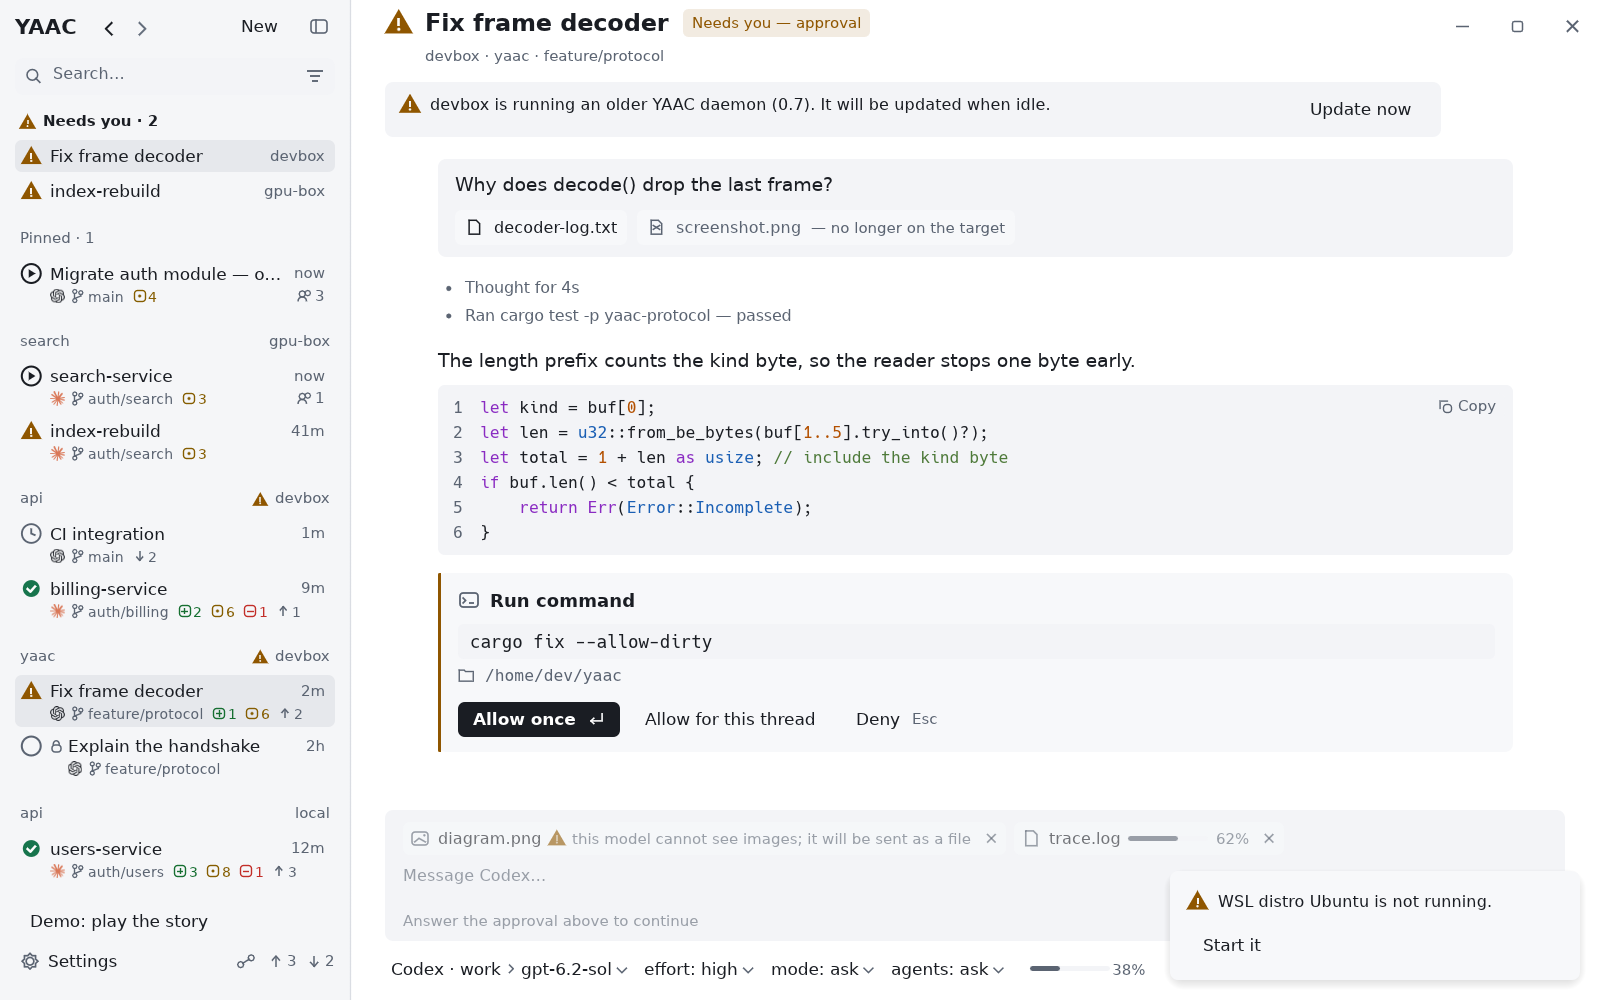 YAAC
New
Search...
Needs you · 2
Fix frame decoder devbox
index-rebuild gpu-box
Pinned · 1
Migrate auth module — o... now
main 4 3
search gpu-box
search-service now
auth/search 3 1
index-rebuild 41m
auth/search 3
api devbox
CI integration 1m
main ↓2
billing-service 9m
auth/billing 2 6 1 ↑1
yaac devbox
Fix frame decoder 2m
feature/protocol 1 6 ↑2
Explain the handshake 2h
feature/protocol
api local
users-service 12m
auth/users 3 8 1 ↑3
Demo: play the story
Settings ↑3 ↓2
Fix frame decoder Needs you — approval
devbox · yaac · feature/protocol
devbox is running an older YAAC daemon (0.7). It will be updated when idle. Update now
Why does decode() drop the last frame?
decoder-log.txt screenshot.png — no longer on the target
• Thought for 4s
• Ran cargo test -p yaac-protocol — passed
The length prefix counts the kind byte, so the reader stops one byte early.
Copy
1 let kind = buf[0];
2 let len = u32::from_be_bytes(buf[1..5].try_into()?);
3 let total = 1 + len as usize; // include the kind byte
4 if buf.len() < total {
5     return Err(Error::Incomplete);
6 }
Run command
cargo fix --allow-dirty
/home/dev/yaac
Allow once Allow for this thread Deny Esc
diagram.png this model cannot see images; it will be sent as a file × trace.log 62% ×
Message Codex...
Answer the approval above to continue
Codex · work > gpt-6.2-sol effort: high mode: ask agents: ask 38%
WSL distro Ubuntu is not running.
Start it